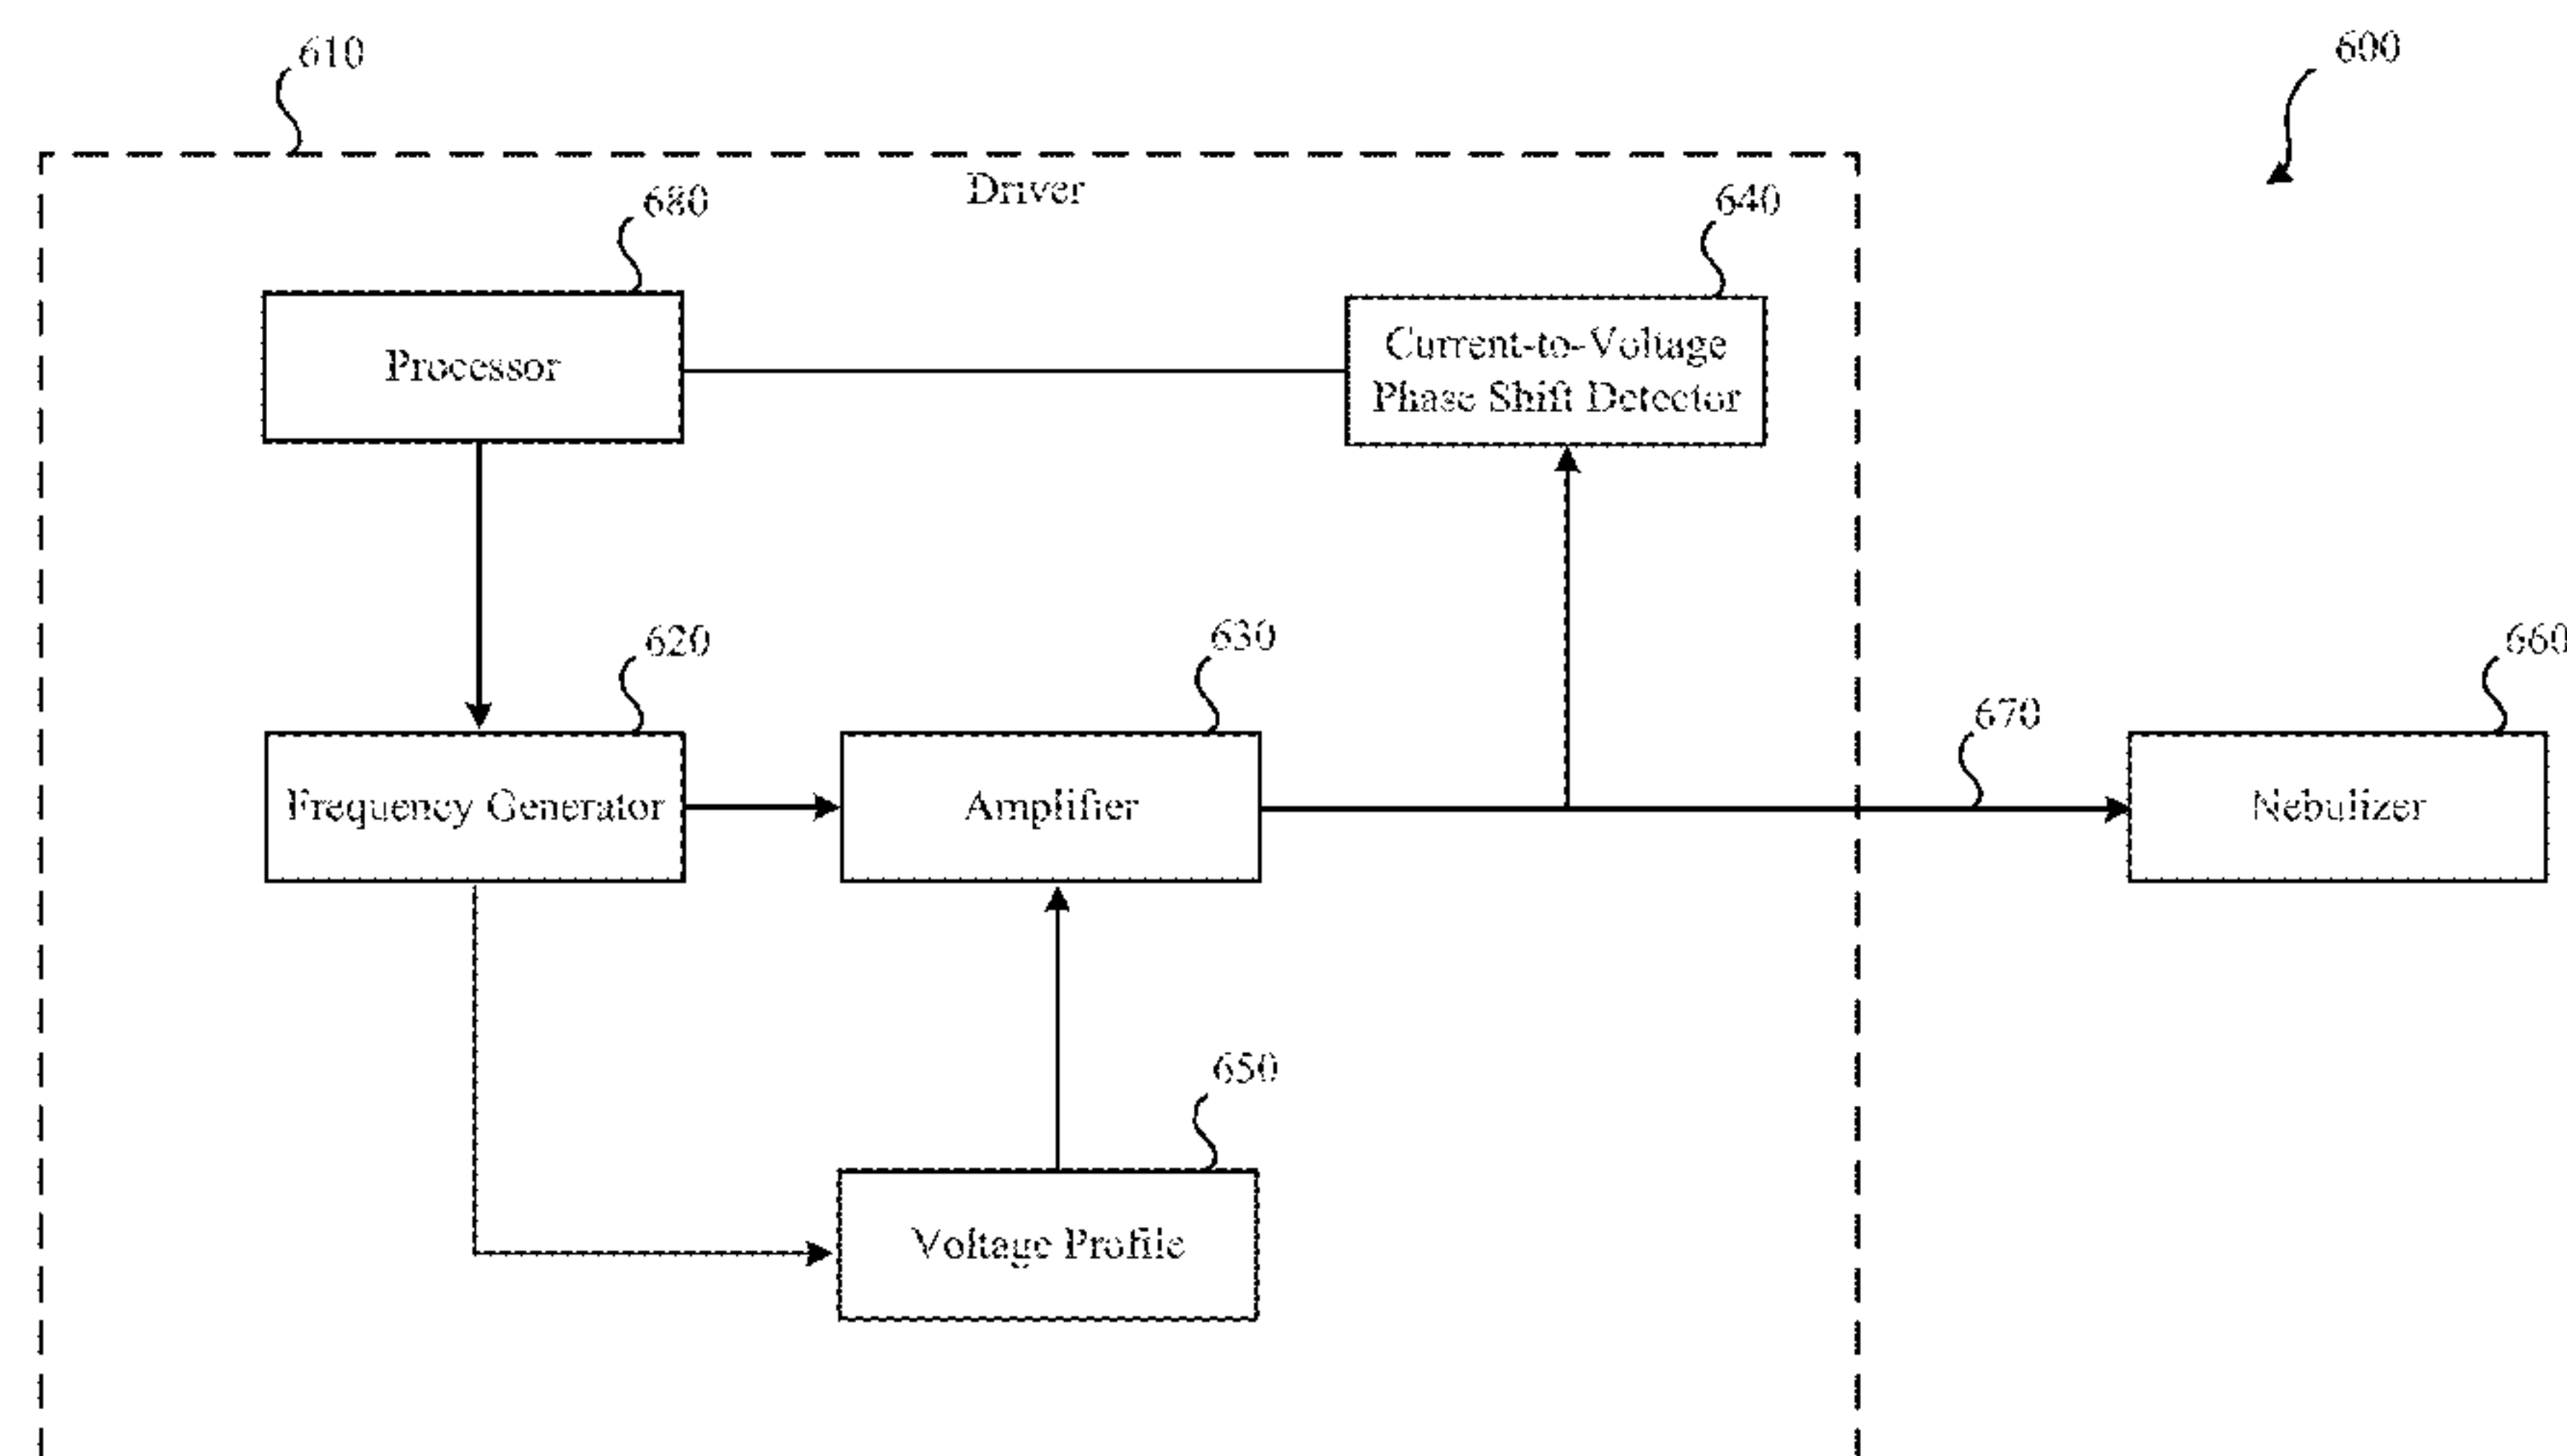 610
600
Driver
680
640
Processor
Current-to-Voltage
Phase Shift Detector
620
630
660
670
Frequency Generator
Amplifier
Nebulizer
650
Voltage Profile